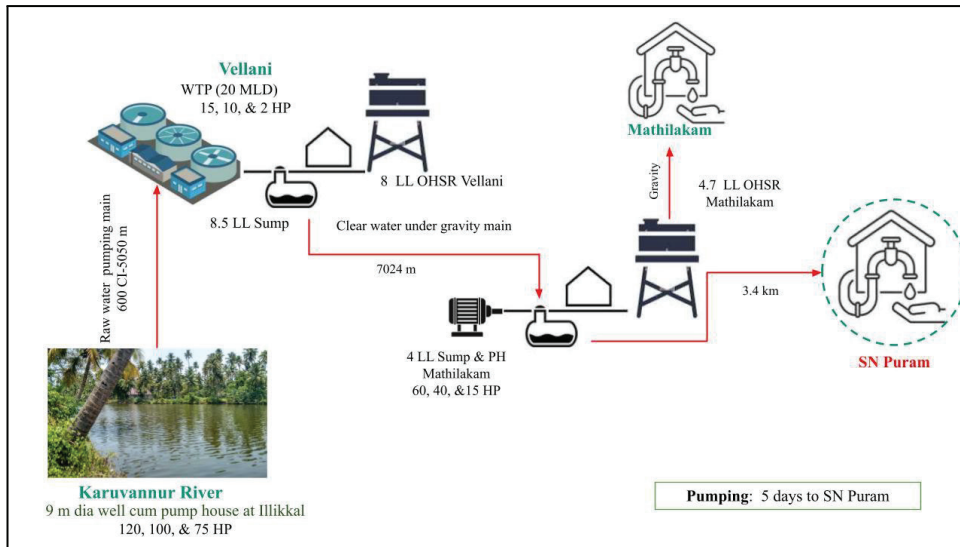 Vellani
WTP (20 MLD)
15, 10, & 2 HP
8 LL OHSR Vellani
8.5 LL Sump
Raw water pumping main
600 CI-5050 m
Clear water under gravity main
7024 m
Mathilakam
Gravity
4.7 LL OHSR
Mathilakam
3.4 km
4 LL Sump & PH
Mathilakam
60, 40, &15 HP
SN Puram
Karuvannur River
9 m dia well cum pump house at Illikkal
120, 100, & 75 HP
Pumping: 5 days to SN Puram